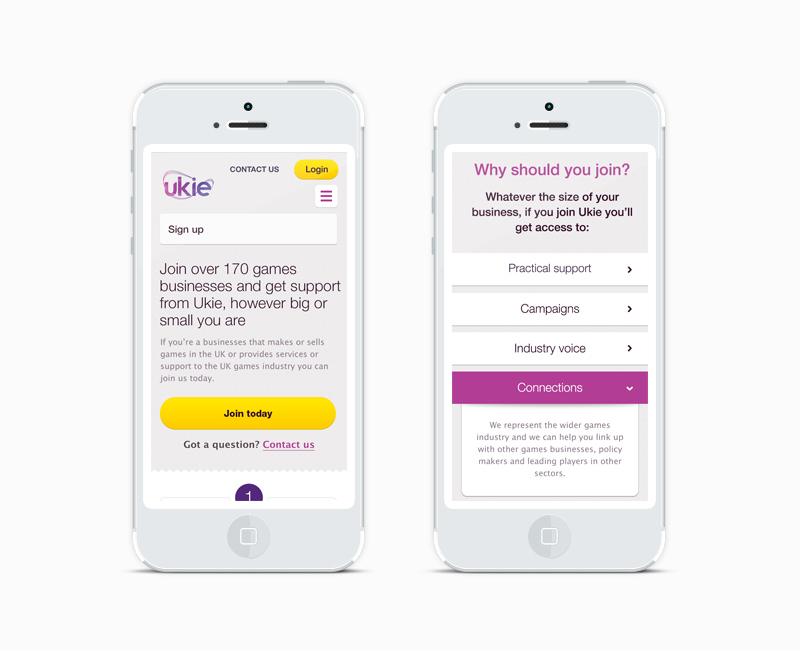 CONTACT US
Login
ukie
Sign up
Join over 170 games
businesses and get support
from Ukie, however big or
small you are
If you're a businesses that makes or sells
games in the UK or provides services or
support to the UK games industry you can
join us today.
Join today
Got a question? Contact us
1
Why should you join?
Whatever the size of your
business, if you join Ukie you'll
get access to:
Practical support
Campaigns
Industry voice
Connections
We represent the wider games
industry and we can help you link up
with other games businesses, policy
makers and leading players in other
sectors.